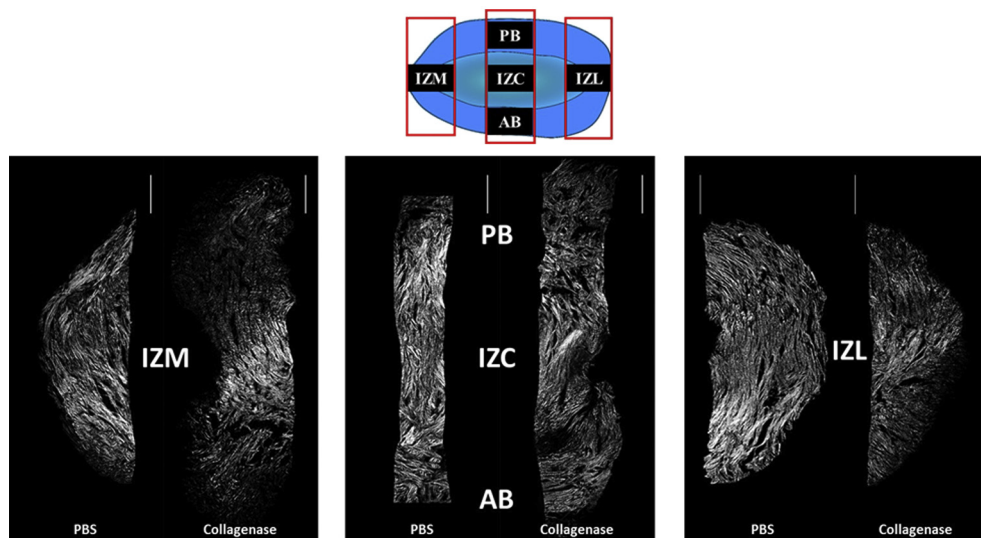 PB
IZM IZC IZL
AB
PB
IZM IZC IZL
AB
PBS Collagenase PBS Collagenase PBS Collagenase